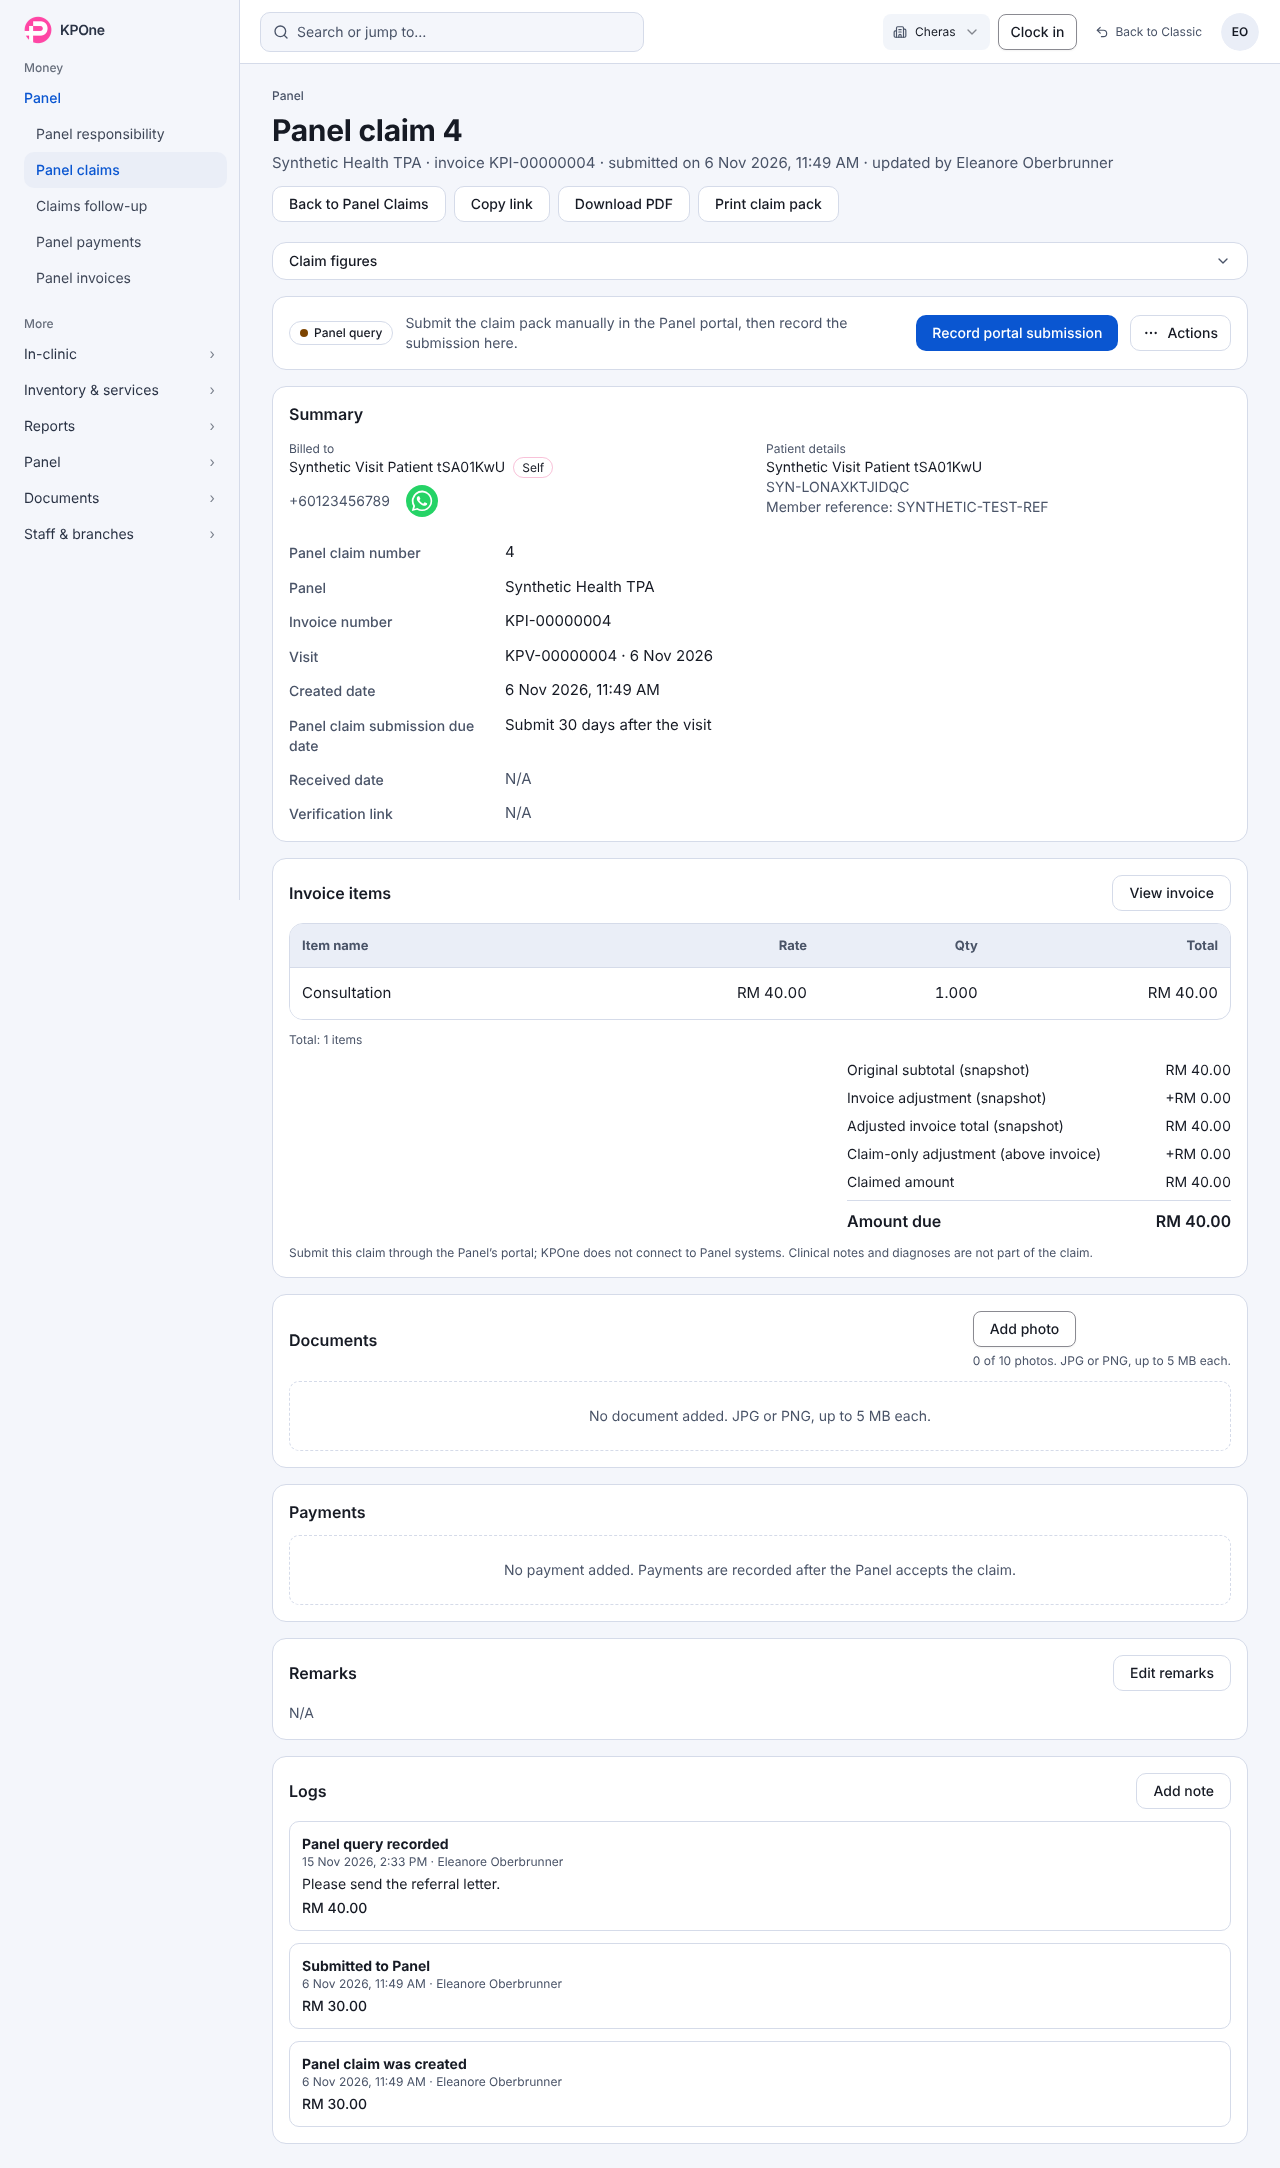 KPOne
Money
Panel
Panel responsibility
Panel claims
Claims follow-up
Panel payments
Panel invoices
More
In-clinic
Inventory & services
Reports
Panel
Documents
Staff & branches
Search or jump to...
Cheras
Clock in
Back to Classic
EO
Panel
Panel claim 4
Synthetic Health TPA · invoice KPI-00000004 · submitted on 6 Nov 2026, 11:49 AM · updated by Eleanore Oberbrunner
Back to Panel Claims
Copy link
Download PDF
Print claim pack
Claim figures
Panel query
Submit the claim pack manually in the Panel portal, then record the
submission here.
Record portal submission
Actions
Summary
Billed to
Synthetic Visit Patient tSA01KwU Self
+60123456789
Patient details
Synthetic Visit Patient tSA01KwU
SYN-LONAXKTJIDQC
Member reference: SYNTHETIC-TEST-REF
Panel claim number 4
Panel Synthetic Health TPA
Invoice number KPI-00000004
Visit KPV-00000004 · 6 Nov 2026
Created date 6 Nov 2026, 11:49 AM
Panel claim submission due
date
Submit 30 days after the visit
Received date N/A
Verification link N/A
Invoice items
View invoice
Item name Rate Qty Total
Consultation RM 40.00 1.000 RM 40.00
Total: 1 items
Original subtotal (snapshot) RM 40.00
Invoice adjustment (snapshot) +RM 0.00
Adjusted invoice total (snapshot) RM 40.00
Claim-only adjustment (above invoice) +RM 0.00
Claimed amount RM 40.00
Amount due RM 40.00
Submit this claim through the Panel's portal; KPOne does not connect to Panel systems. Clinical notes and diagnoses are not part of the claim.
Documents
Add photo
0 of 10 photos. JPG or PNG, up to 5 MB each.
No document added. JPG or PNG, up to 5 MB each.
Payments
No payment added. Payments are recorded after the Panel accepts the claim.
Remarks
Edit remarks
N/A
Logs
Add note
Panel query recorded
15 Nov 2026, 2:33 PM · Eleanore Oberbrunner
Please send the referral letter.
RM 40.00
Submitted to Panel
6 Nov 2026, 11:49 AM · Eleanore Oberbrunner
RM 30.00
Panel claim was created
6 Nov 2026, 11:49 AM · Eleanore Oberbrunner
RM 30.00